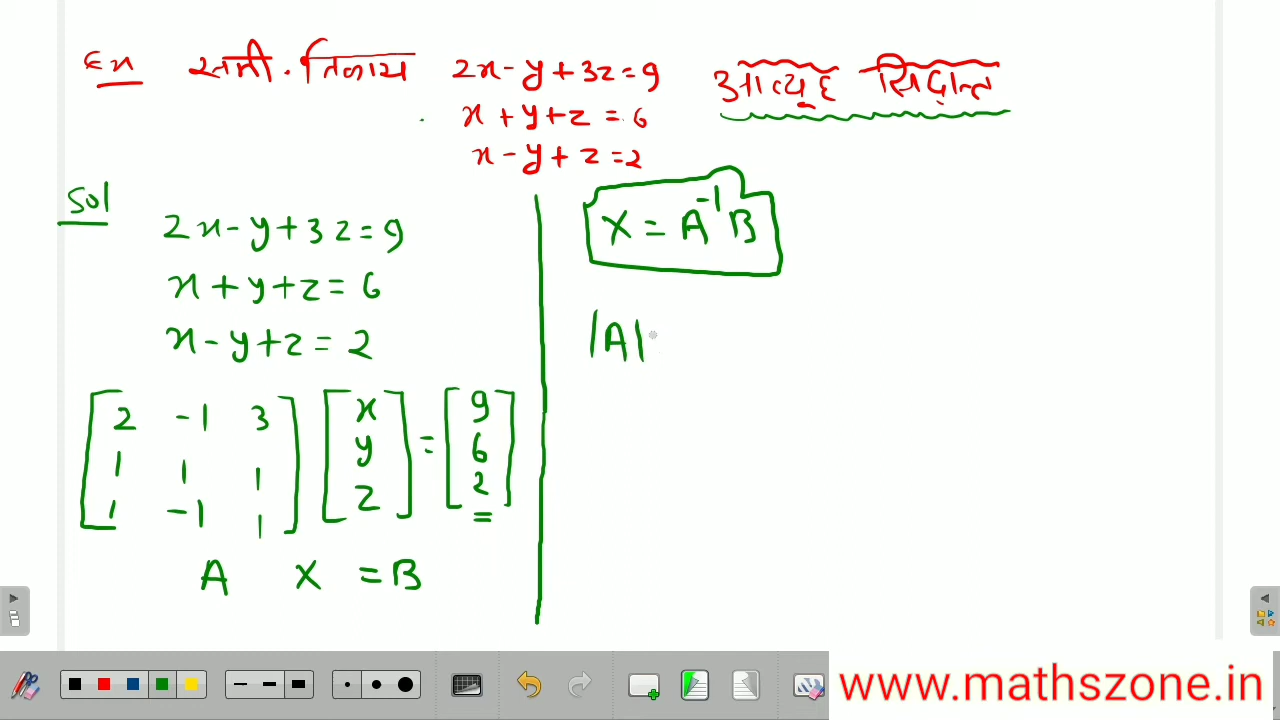 Ex समी. निकाय 2x-y+3z=9 आव्यूह सिद्धान्त
x+y+z=6
x-y+z=2
Sol
2x-y+3z=9
x+y+z=6
x-y+z=2
2 -1 3 x 9
1 1 1 y = 6
1 -1 1 z 2
A X = B
X = A⁻¹B
|A|
www.mathszone.in